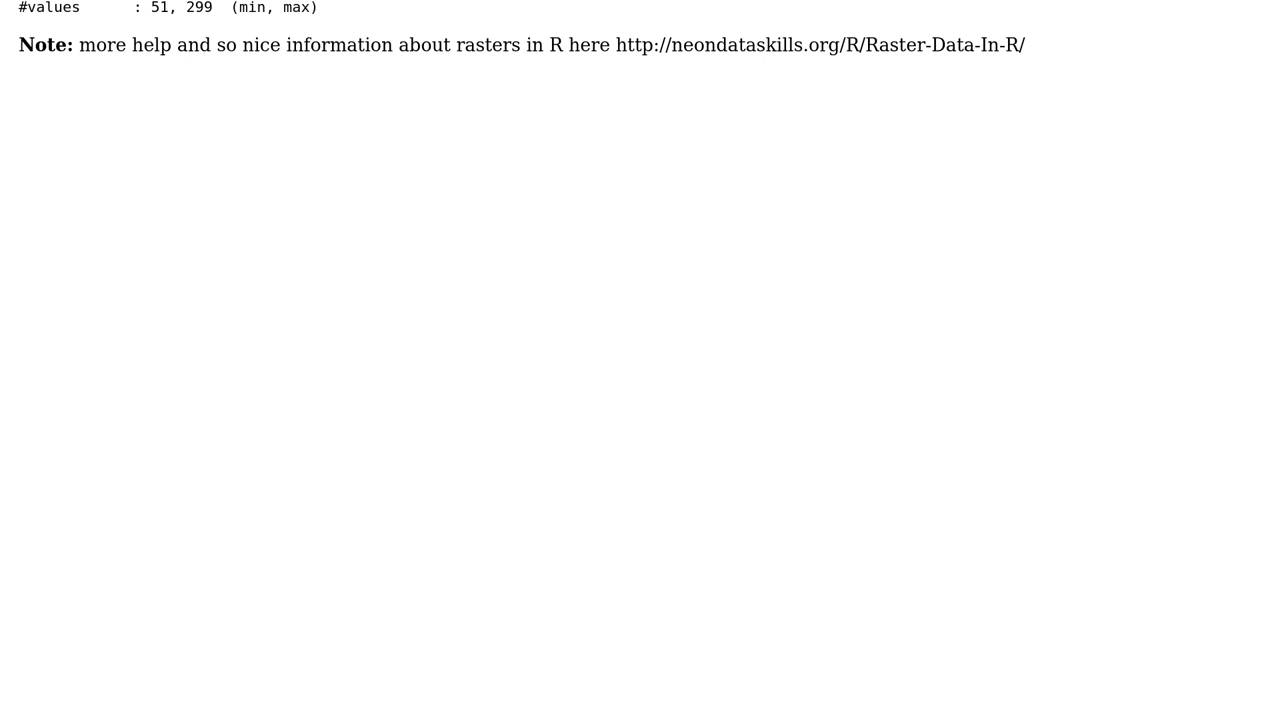 #values      : 51, 299  (min, max)
Note: more help and so nice information about rasters in R here http://neondataskills.org/R/Raster-Data-In-R/